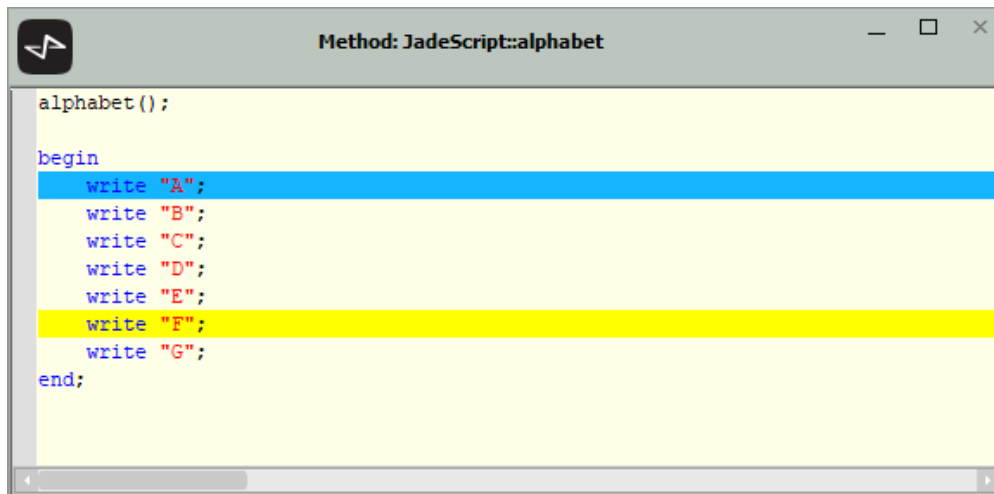 Method: JadeScript::alphabet
alphabet();
begin
write "A";
write "B";
write "C";
write "D";
write "E";
write "F";
write "G";
end;